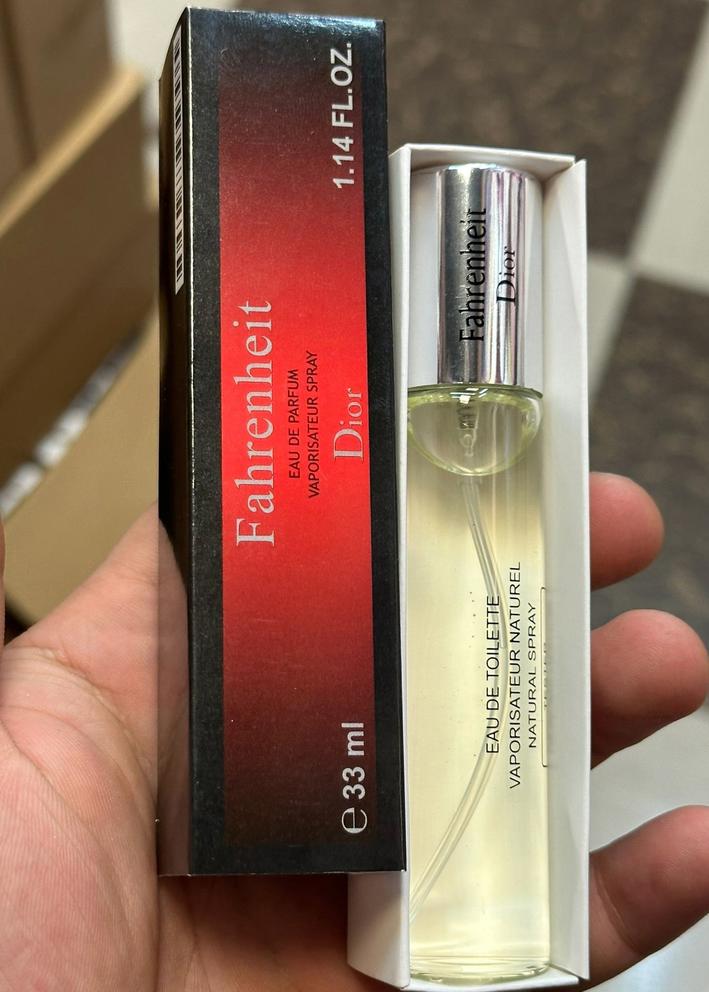 Fahrenheit
EAU DE PARFUM
VAPORISATEUR SPRAY
Dior
e 33 ml
1.14 FL.OZ.
Fahrenheit
Dior
EAU DE TOILETTE
VAPORISATEUR NATUREL
NATURAL SPRAY